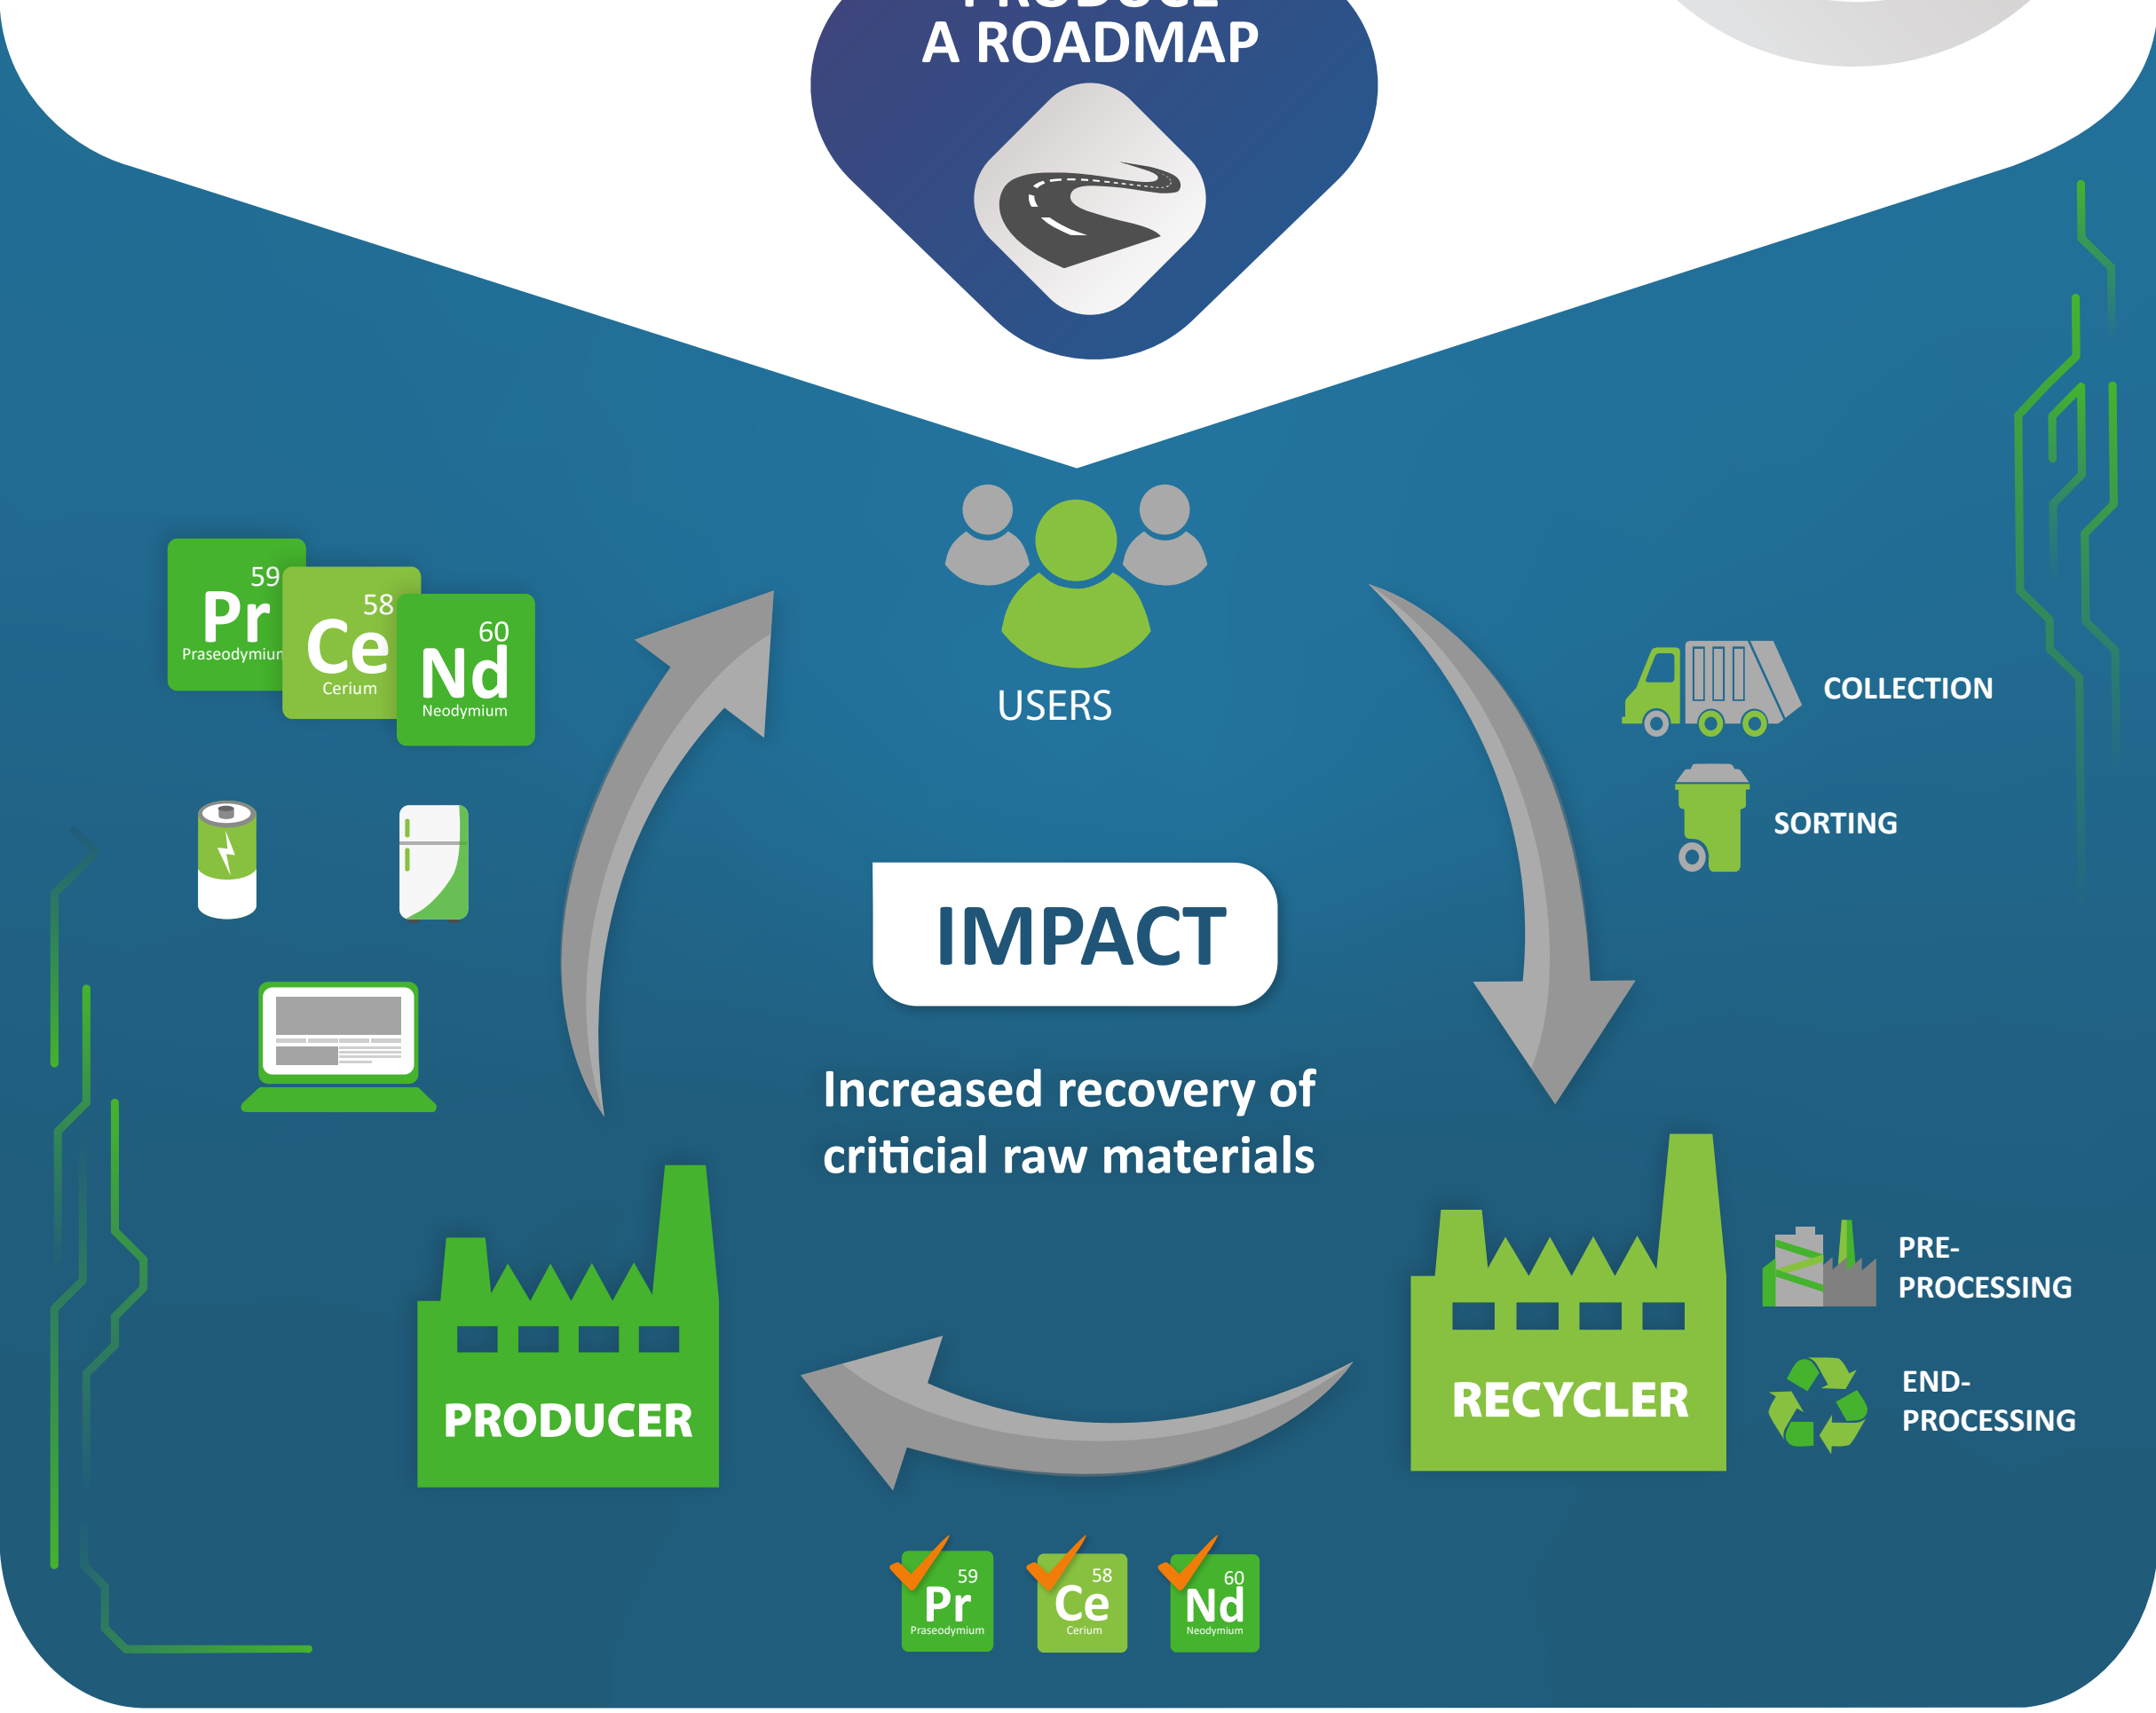 A ROADMAP
USERS
59
Pr
Praseodymium
58
Ce
Cerium
60
Nd
Neodymium
COLLECTION
SORTING
IMPACT
Increased recovery of
criticial raw materials
PRODUCER
RECYCLER
PRE-
PROCESSING
END-
PROCESSING
59
Pr
Praseodymium
58
Ce
Cerium
60
Nd
Neodymium